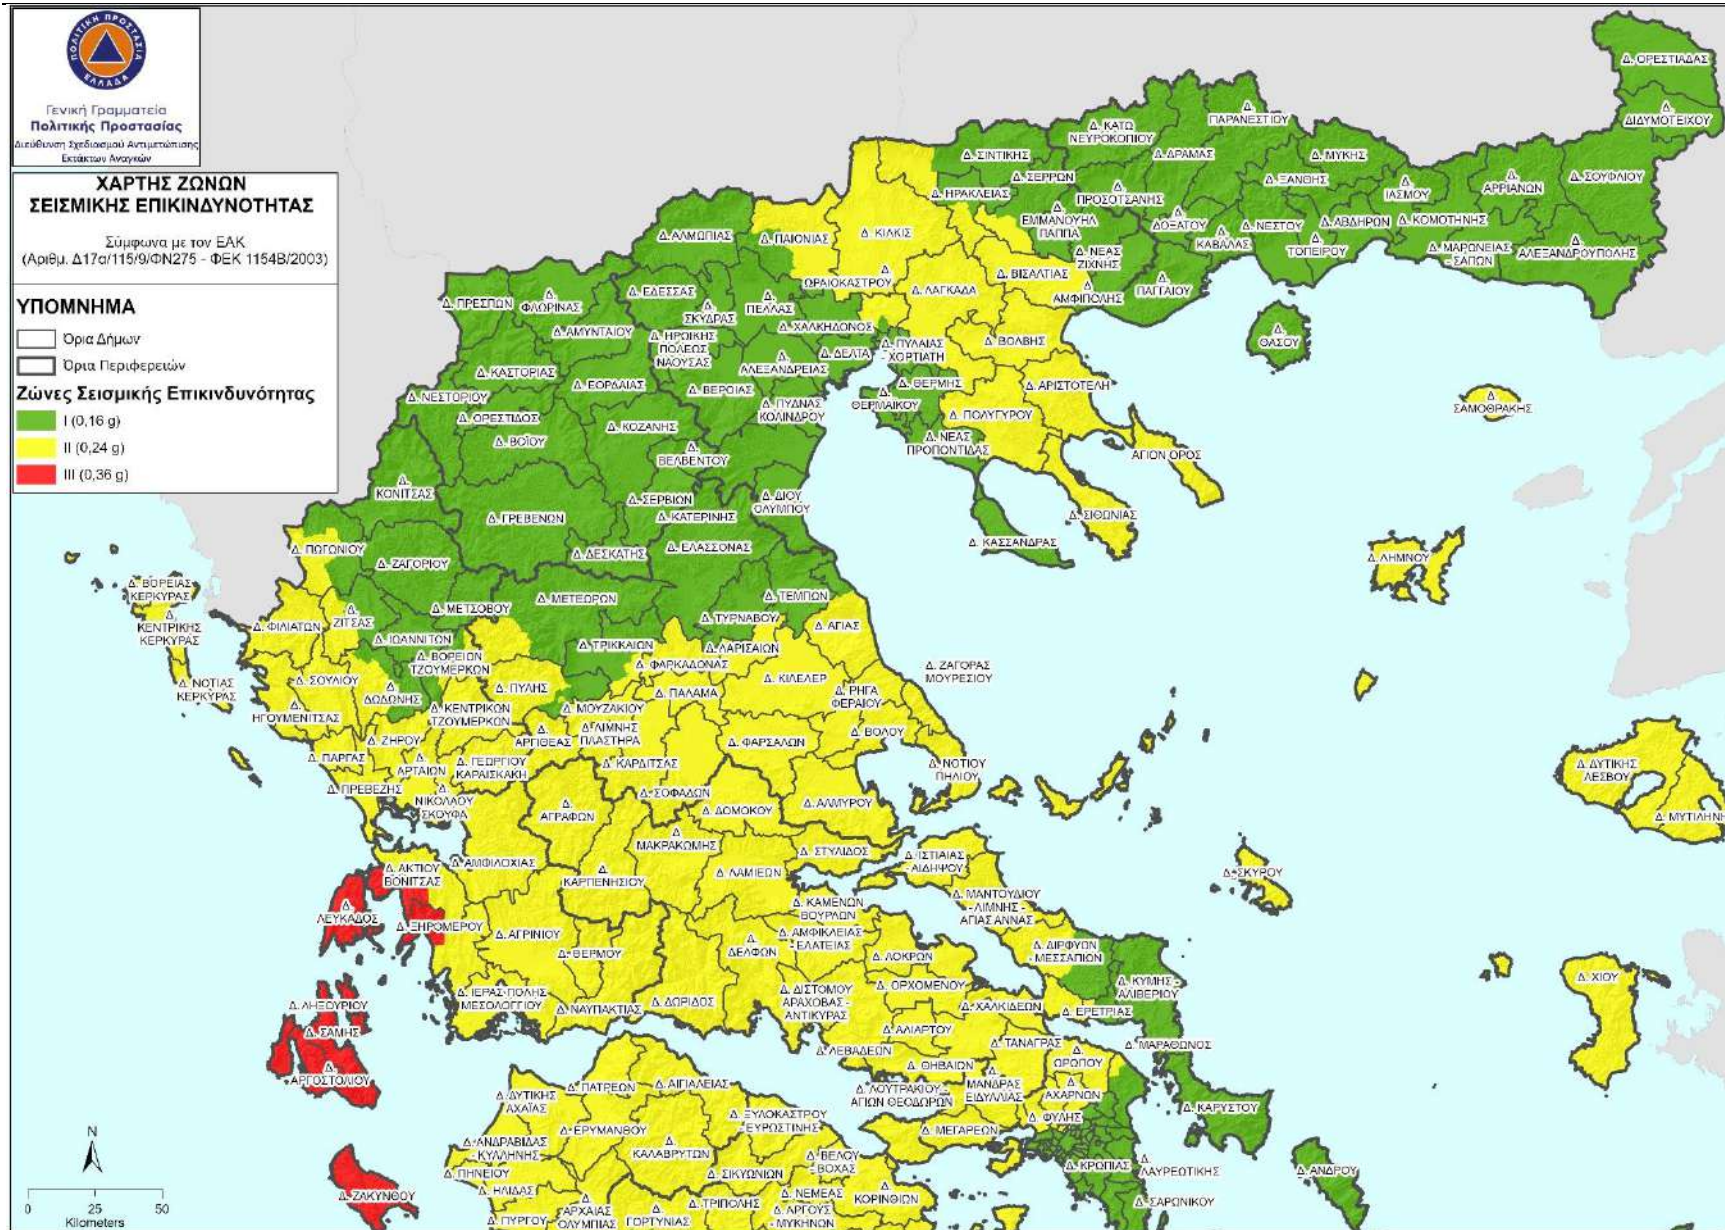 ΠΟΛΙΤΙΚΗ ΠΡΟΣΤΑΣΙΑ
ΕΛΛΑΔΑ
Γενική Γραμματεία
Πολιτικής Προστασίας
Διεύθυνση Σχεδιασμού Αντιμετώπισης
Εκτάκτων Αναγκών
ΧΑΡΤΗΣ ΖΩΝΩΝ
ΣΕΙΣΜΙΚΗΣ ΕΠΙΚΙΝΔΥΝΟΤΗΤΑΣ
Σύμφωνα με τον ΕΑΚ
(Αριθμ. Δ17α/115/9/ΦΝ275 - ΦΕΚ 1154Β/2003)
ΥΠΟΜΝΗΜΑ
Όρια Δήμων
Όρια Περιφερειών
Ζώνες Σεισμικής Επικινδυνότητας
I (0,16 g)
II (0,24 g)
III (0,36 g)
Δ. ΟΡΕΣΤΙΑΔΑΣ
Δ.
ΔΙΔΥΜΟΤΕΙΧΟΥ
Δ.
ΠΑΡΑΝΕΣΤΙΟΥ
Δ. ΚΑΤΩ
ΝΕΥΡΟΚΟΠΙΟΥ
Δ. ΔΡΑΜΑΣ
Δ. ΜΥΚΗΣ
Δ. ΣΙΝΤΙΚΗΣ
Δ. ΣΕΡΡΩΝ
Δ. ΗΡΑΚΛΕΙΑΣ
Δ.
ΠΡΟΣΟΤΣΑΝΗΣ
Δ. ΞΑΝΘΗΣ
Δ.
ΙΑΣΜΟΥ
Δ.
ΑΡΡΙΑΝΩΝ
Δ. ΣΟΥΦΛΙΟΥ
Δ.
ΕΜΜΑΝΟΥΗΛ
ΠΑΠΠΑ
Δ.
ΔΟΞΑΤΟΥ
Δ. ΝΕΣΤΟΥ
Δ. ΑΒΔΗΡΩΝ
Δ. ΚΟΜΟΤΗΝΗΣ
Δ.
ΚΑΒΑΛΑΣ
Δ.
ΤΟΠΕΙΡΟΥ
Δ. ΜΑΡΩΝΕΙΑΣ
- ΣΑΠΩΝ
Δ.
ΑΛΕΞΑΝΔΡΟΥΠΟΛΗΣ
Δ. ΑΛΜΩΠΙΑΣ
Δ. ΠΑΙΟΝΙΑΣ
Δ. ΚΙΛΚΙΣ
Δ. ΝΕΑΣ
ΖΙΧΝΗΣ
Δ. ΒΙΣΑΛΤΙΑΣ
Δ.
ΑΜΦΙΠΟΛΗΣ
Δ.
ΠΑΓΓΑΙΟΥ
Δ.
ΩΡΑΙΟΚΑΣΤΡΟΥ
Δ. ΛΑΓΚΑΔΑ
Δ. ΠΡΕΣΠΩΝ
Δ.
ΦΛΩΡΙΝΑΣ
Δ. ΕΔΕΣΣΑΣ
Δ.
ΣΚΥΔΡΑΣ
Δ.
ΠΕΛΛΑΣ
Δ. ΑΜΥΝΤΑΙΟΥ
Δ. ΗΡΩΙΚΗΣ
ΠΟΛΕΩΣ
ΝΑΟΥΣΑΣ
Δ. ΧΑΛΚΗΔΟΝΟΣ
Δ.
ΑΛΕΞΑΝΔΡΕΙΑΣ
Δ. ΔΕΛΤΑ
Δ. ΠΥΛΑΙΑΣ
- ΧΟΡΤΙΑΤΗ
Δ. ΒΟΛΒΗΣ
Δ.
ΘΑΣΟΥ
Δ. ΚΑΣΤΟΡΙΑΣ
Δ. ΕΟΡΔΑΙΑΣ
Δ. ΒΕΡΟΙΑΣ
Δ. ΘΕΡΜΗΣ
Δ.
ΘΕΡΜΑΙΚΟΥ
Δ. ΑΡΙΣΤΟΤΕΛΗ
Δ. ΝΕΣΤΟΡΙΟΥ
Δ. ΟΡΕΣΤΙΔΟΣ
Δ. ΠΥΔΝΑΣ
ΚΟΛΙΝΔΡΟΥ
Δ. ΠΟΛΥΓΥΡΟΥ
Δ.
ΣΑΜΟΘΡΑΚΗΣ
Δ. ΒΟΪΟΥ
Δ. ΚΟΖΑΝΗΣ
Δ.
ΒΕΛΒΕΝΤΟΥ
Δ. ΝΕΑΣ
ΠΡΟΠΟΝΤΙΔΑΣ
ΑΓΙΟΝ ΟΡΟΣ
Δ.
ΚΟΝΙΤΣΑΣ
Δ. ΣΕΡΒΙΩΝ
Δ. ΔΙΟΥ
ΟΛΥΜΠΟΥ
Δ. ΓΡΕΒΕΝΩΝ
Δ. ΚΑΤΕΡΙΝΗΣ
Δ. ΣΙΘΩΝΙΑΣ
Δ. ΚΑΣΣΑΝΔΡΑΣ
Δ. ΠΩΓΩΝΙΟΥ
Δ. ΖΑΓΟΡΙΟΥ
Δ. ΔΕΣΚΑΤΗΣ
Δ. ΕΛΑΣΣΟΝΑΣ
Δ. ΛΗΜΝΟΥ
Δ. ΒΟΡΕΙΑΣ
ΚΕΡΚΥΡΑΣ
Δ.
ΚΕΝΤΡΙΚΗΣ
ΚΕΡΚΥΡΑΣ
Δ. ΝΟΤΙΑΣ
ΚΕΡΚΥΡΑΣ
Δ. ΦΙΛΙΑΤΩΝ
Δ.
ΖΙΤΣΑΣ
Δ. ΜΕΤΣΟΒΟΥ
Δ. ΜΕΤΕΩΡΩΝ
Δ. ΤΕΜΠΩΝ
Δ. ΙΩΑΝΝΙΤΩΝ
Δ. ΤΡΙΚΚΑΙΩΝ
Δ. ΤΥΡΝΑΒΟΥ
Δ. ΑΓΙΑΣ
Δ. ΒΟΡΕΙΩΝ
ΤΖΟΥΜΕΡΚΩΝ
Δ. ΛΑΡΙΣΑΙΩΝ
Δ. ΦΑΡΚΑΔΟΝΑΣ
Δ. ΣΟΥΛΙΟΥ
Δ.
ΔΩΔΩΝΗΣ
Δ. ΠΥΛΗΣ
Δ. ΠΑΛΑΜΑ
Δ. ΚΙΛΕΛΕΡ
Δ. ΡΗΓΑ
ΦΕΡΑΙΟΥ
Δ. ΖΑΓΟΡΑΣ
ΜΟΥΡΕΣΙΟΥ
Δ.
ΗΓΟΥΜΕΝΙΤΣΑΣ
Δ. ΚΕΝΤΡΙΚΩΝ
ΤΖΟΥΜΕΡΚΩΝ
Δ. ΜΟΥΖΑΚΙΟΥ
Δ.
ΑΡΓΙΘΕΑΣ
Δ. ΛΙΜΝΗΣ
ΠΛΑΣΤΗΡΑ
Δ. ΒΟΛΟΥ
Δ. ΖΗΡΟΥ
Δ. ΦΑΡΣΑΛΩΝ
Δ. ΠΑΡΓΑΣ
Δ.
ΑΡΤΑΙΩΝ
Δ. ΓΕΩΡΓΙΟΥ
ΚΑΡΑΙΣΚΑΚΗ
Δ. ΚΑΡΔΙΤΣΑΣ
Δ. ΝΟΤΙΟΥ
ΠΗΛΙΟΥ
Δ. ΠΡΕΒΕΖΗΣ
Δ.
ΝΙΚΟΛΑΟΥ
ΣΚΟΥΦΑ
Δ. ΣΟΦΑΔΩΝ
Δ.
ΑΓΡΑΦΩΝ
Δ. ΔΟΜΟΚΟΥ
Δ. ΑΛΜΥΡΟΥ
Δ. ΔΥΤΙΚΗΣ
ΛΕΣΒΟΥ
Δ. ΜΥΤΙΛΗΝΗ
Δ.
ΜΑΚΡΑΚΩΜΗΣ
Δ. ΣΤΥΛΙΔΟΣ
Δ. ΙΣΤΙΑΙΑΣ
- ΑΙΔΗΨΟΥ
Δ. ΑΚΤΙΟΥ
ΒΟΝΙΤΣΑΣ
Δ. ΑΜΦΙΛΟΧΙΑΣ
Δ.
ΚΑΡΠΕΝΗΣΙΟΥ
Δ. ΛΑΜΙΕΩΝ
Δ. ΣΚΥΡΟΥ
Δ. ΜΑΝΤΟΥΔΙΟΥ
- ΛΙΜΝΗΣ -
ΑΓΙΑΣ ΑΝΝΑΣ
Δ.
ΛΕΥΚΑΔΟΣ
Δ. ΞΗΡΟΜΕΡΟΥ
Δ. ΚΑΜΕΝΩΝ
ΒΟΥΡΛΩΝ
Δ. ΑΓΡΙΝΙΟΥ
Δ. ΘΕΡΜΟΥ
Δ.
ΔΕΛΦΩΝ
Δ. ΑΜΦΙΚΛΕΙΑΣ
- ΕΛΑΤΕΙΑΣ
Δ. ΛΟΚΡΩΝ
Δ. ΔΙΡΦΥΩΝ
- ΜΕΣΣΑΠΙΩΝ
Δ. ΧΙΟΥ
Δ. ΚΥΜΗΣ -
ΑΛΙΒΕΡΙΟΥ
Δ. ΙΕΡΑΣ ΠΟΛΗΣ
ΜΕΣΟΛΟΓΓΙΟΥ
Δ. ΝΑΥΠΑΚΤΙΑΣ
Δ. ΔΩΡΙΔΟΣ
Δ. ΔΙΣΤΟΜΟΥ
ΑΡΑΧΟΒΑΣ -
ΑΝΤΙΚΥΡΑΣ
Δ. ΟΡΧΟΜΕΝΟΥ
Δ. ΧΑΛΚΙΔΕΩΝ
Δ. ΕΡΕΤΡΙΑΣ
Δ. ΛΗΞΟΥΡΙΟΥ
Δ. ΣΑΜΗΣ
Δ.
ΑΡΓΟΣΤΟΛΙΟΥ
Δ. ΑΛΙΑΡΤΟΥ
Δ. ΛΕΒΑΔΕΩΝ
Δ. ΤΑΝΑΓΡΑΣ
Δ.
ΩΡΩΠΟΥ
Δ. ΜΑΡΑΘΩΝΟΣ
Δ. ΘΗΒΑΙΩΝ
Δ. ΠΑΤΡΕΩΝ
Δ. ΑΙΓΙΑΛΕΙΑΣ
Δ. ΛΟΥΤΡΑΚΙΟΥ -
ΑΓΙΩΝ ΘΕΟΔΩΡΩΝ
Δ.
ΜΑΝΔΡΑΣ
ΕΙΔΥΛΛΙΑΣ
Δ.
ΑΧΑΡΝΩΝ
Δ. ΦΥΛΗΣ
Δ. ΚΑΡΥΣΤΟΥ
Δ. ΔΥΤΙΚΗΣ
ΑΧΑΪΑΣ
Δ. ΕΡΥΜΑΝΘΟΥ
Δ. ΞΥΛΟΚΑΣΤΡΟΥ
- ΕΥΡΩΣΤΙΝΗΣ
Δ. ΜΕΓΑΡΕΩΝ
Δ. ΑΝΔΡΑΒΙΔΑΣ
- ΚΥΛΛΗΝΗΣ
Δ.
ΚΑΛΑΒΡΥΤΩΝ
Δ. ΒΕΛΟΥ
- ΒΟΧΑΣ
Δ. ΠΗΝΕΙΟΥ
Δ. ΣΙΚΥΩΝΙΩΝ
Δ. ΚΡΩΠΙΑΣ
Δ.
ΛΑΥΡΕΩΤΙΚΗΣ
Δ. ΑΝΔΡΟΥ
Δ. ΖΑΚΥΝΘΟΥ
Δ. ΗΛΙΔΑΣ
Δ. ΤΡΙΠΟΛΗΣ
Δ. ΝΕΜΕΑΣ
Δ.
ΚΟΡΙΝΘΙΩΝ
Δ. ΣΑΡΩΝΙΚΟΥ
Δ. ΠΥΡΓΟΥ
Δ.
ΑΡΧΑΙΑΣ
ΟΛΥΜΠΙΑΣ
Δ.
ΓΟΡΤΥΝΙΑΣ
Δ. ΑΡΓΟΥΣ
- ΜΥΚΗΝΩΝ
N
0 25 50
Kilometers